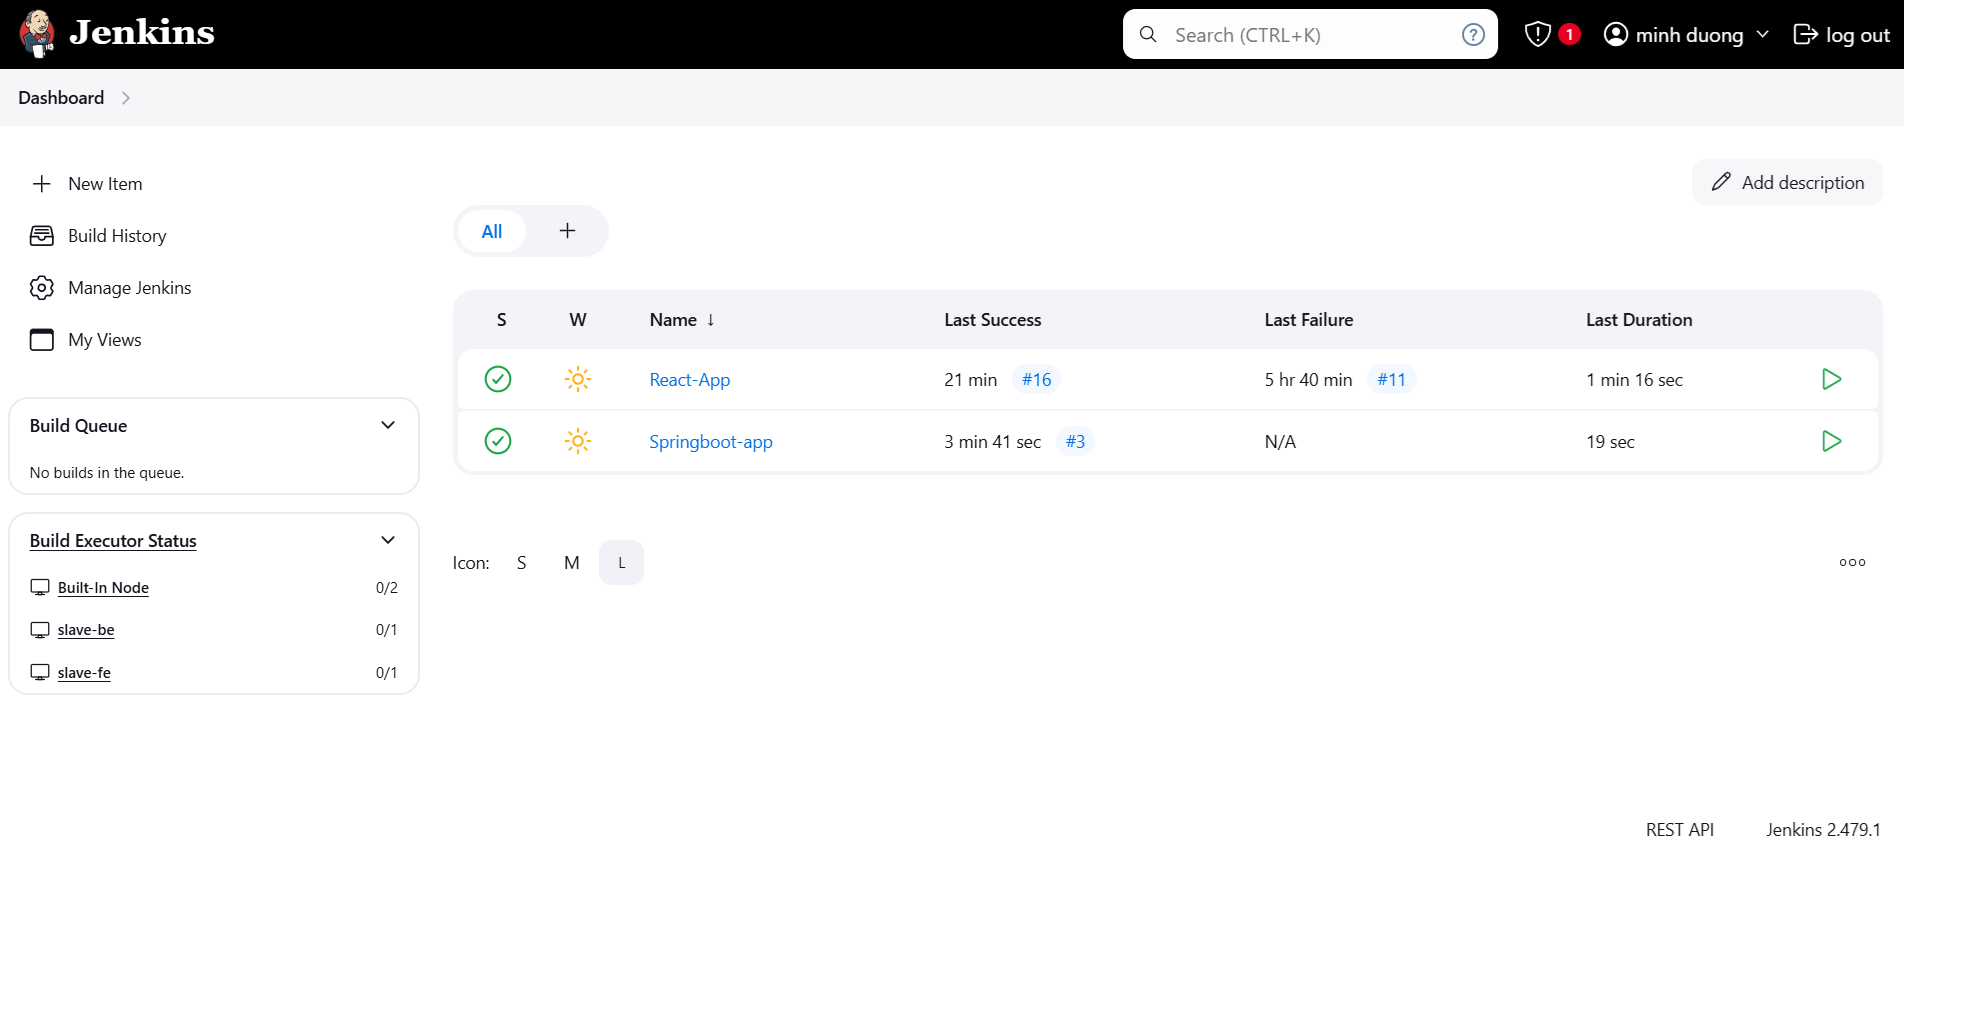 Jenkins
Search (CTRL+K)
?
1
minh duong
log out
Dashboard
New Item
Build History
Manage Jenkins
My Views
Build Queue
No builds in the queue.
Build Executor Status
Built-In Node 0/2
slave-be 0/1
slave-fe 0/1
Add description
All +
S W Name ↓ Last Success Last Failure Last Duration
React-App 21 min #16 5 hr 40 min #11 1 min 16 sec
Springboot-app 3 min 41 sec #3 N/A 19 sec
Icon: S M L
REST API Jenkins 2.479.1